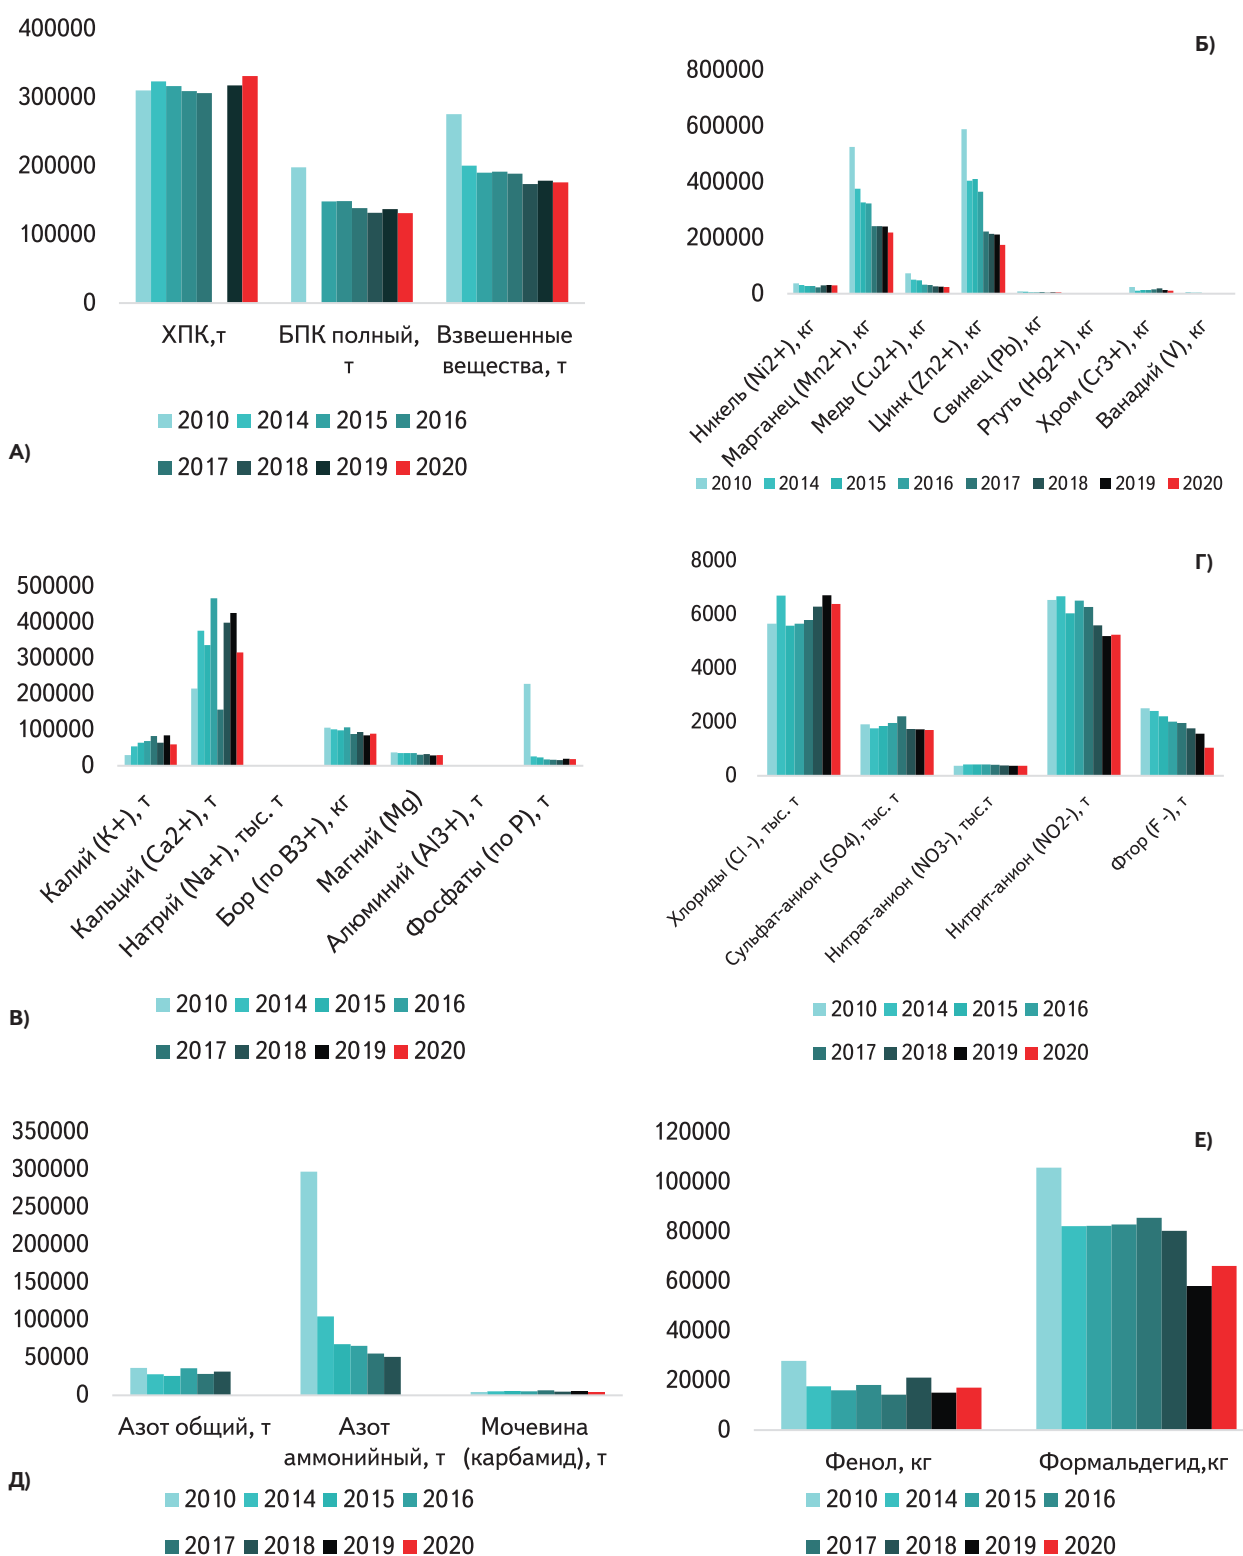 400000
300000
200000
100000
0
ХПК,т
БПК полный,
т
Взвешенные
вещества, т
2010 2014 2015 2016
2017 2018 2019 2020
А)
Б)
800000
600000
400000
200000
0
Никель (Ni2+), кг
Марганец (Mn2+), кг
Медь (Cu2+), кг
Цинк (Zn2+), кг
Свинец (Pb), кг
Ртуть (Hg2+), кг
Хром (Cr3+), кг
Ванадий (V), кг
2010 2014 2015 2016 2017 2018 2019 2020
500000
400000
300000
200000
100000
0
Калий (К+), т
Кальций (Ca2+), т
Натрий (Na+), тыс. т
Бор (по В3+), кг
Магний (Mg)
Алюминий (Al3+), т
Фосфаты (по Р), т
2010 2014 2015 2016
2017 2018 2019 2020
В)
Г)
8000
6000
4000
2000
0
Хлориды (Cl -), тыс. т
Сульфат-анион (SO4), тыс. т
Нитрат-анион (NO3-), тыс.т
Нитрит-анион (NO2-), т
Фтор (F -), т
2010 2014 2015 2016
2017 2018 2019 2020
350000
300000
250000
200000
150000
100000
50000
0
Азот общий, т
Азот
аммонийный, т
Мочевина
(карбамид), т
Д)
2010 2014 2015 2016
2017 2018 2019 2020
Е)
120000
100000
80000
60000
40000
20000
0
Фенол, кг
Формальдегид,кг
2010 2014 2015 2016
2017 2018 2019 2020